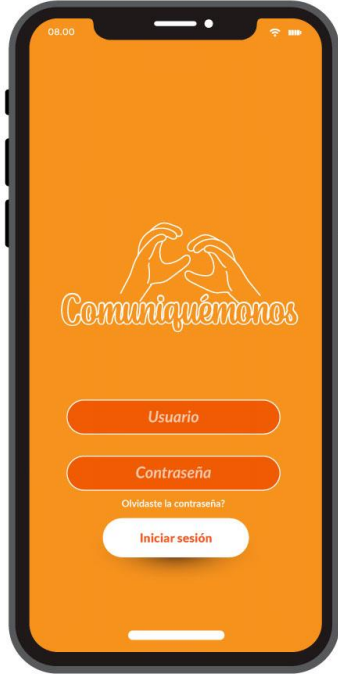 08.00
Comuniquémonos
Usuario
Contraseña
Olvidaste la contraseña?
Iniciar sesión